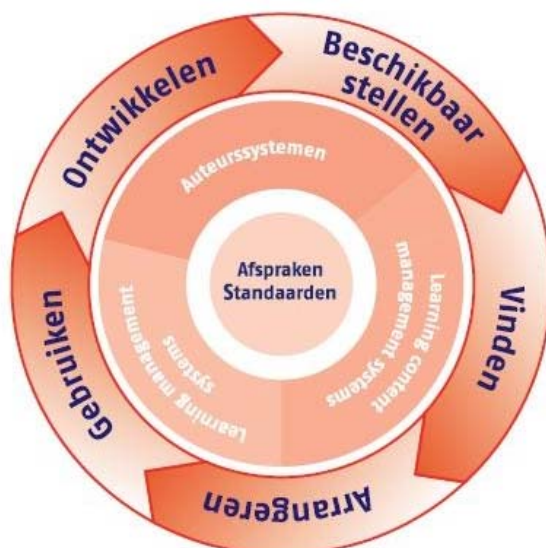 Ontwikkelen
Beschikbaar
stellen
Vinden
Arrangeren
Gebruiken
Auteurssystemen
Learning content
management systems
Learning management
systems
Afspraken
Standaarden